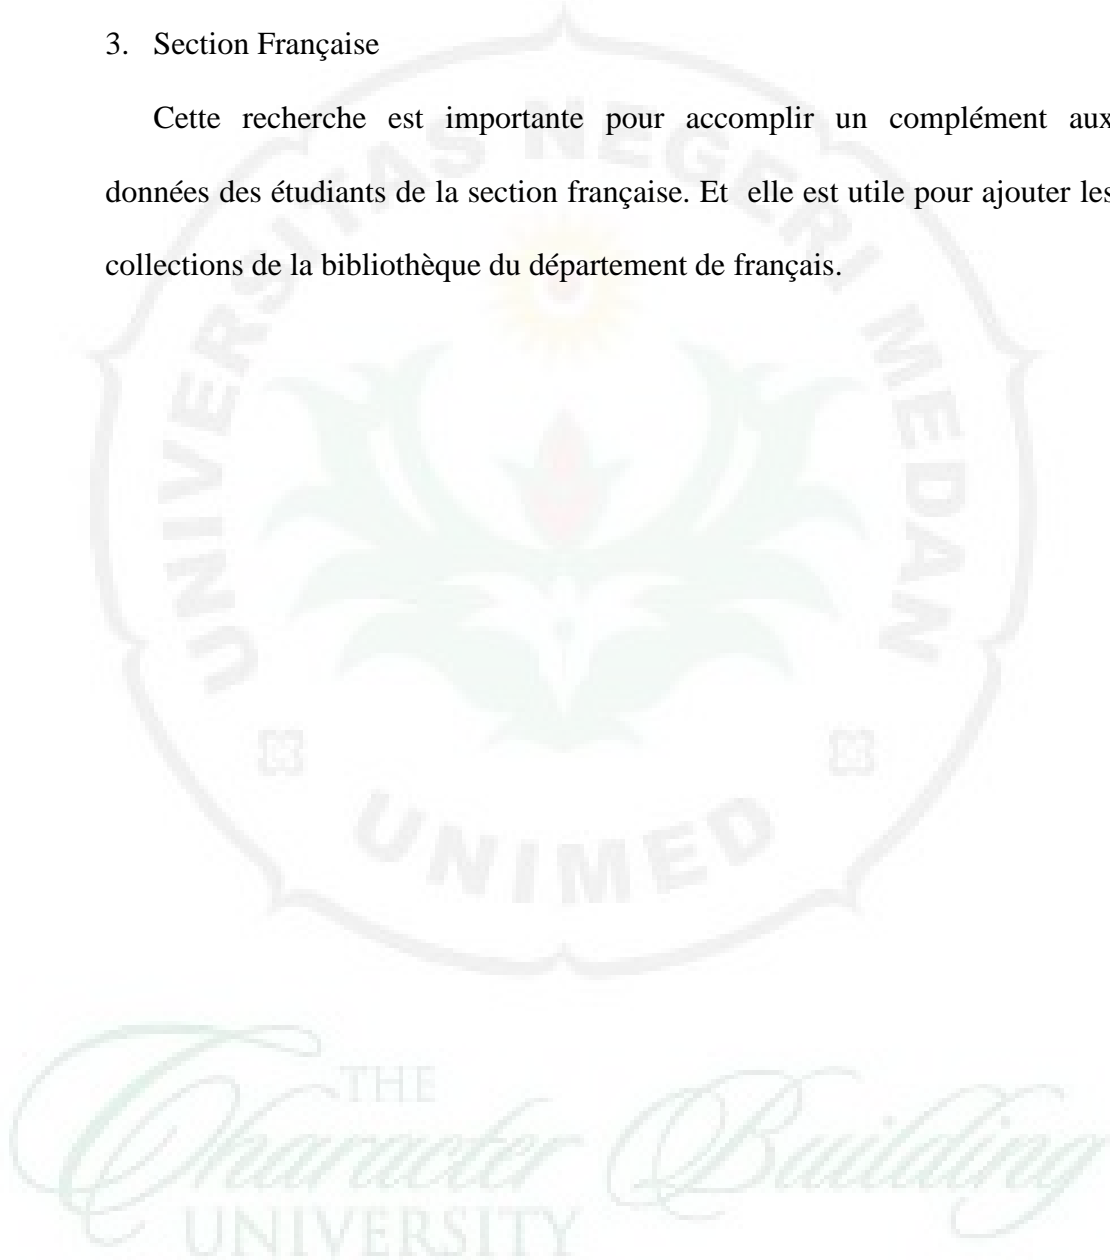 3. Section Française
Cette recherche est importante pour accomplir un complément aux
données des étudiants de la section française. Et elle est utile pour ajouter les
collections de la bibliothèque du département de français.
UNIVERSITAS NEGERI MEDAN
UNIMED
THE
Character Building
UNIVERSITY